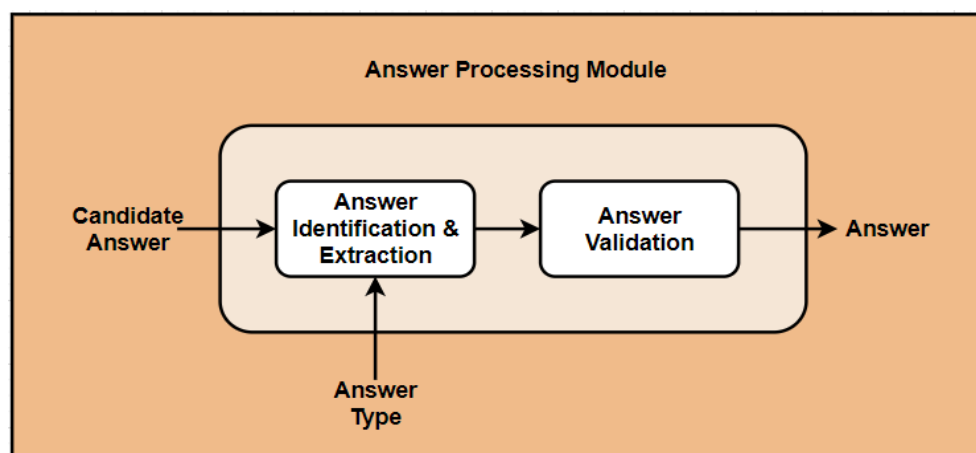 Answer Processing Module
Candidate
Answer
Answer
Identification &
Extraction
Answer
Validation
Answer
Answer
Type